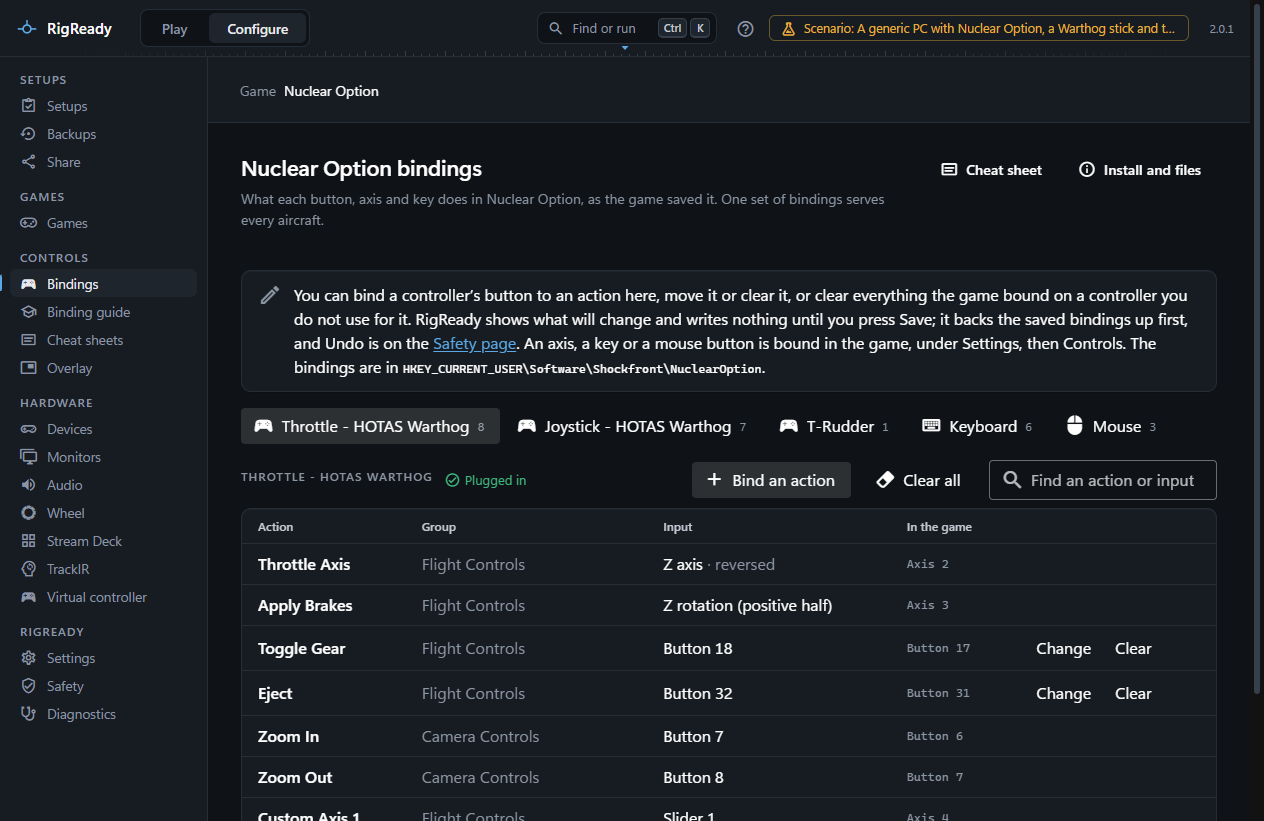 RigReady
Play
Configure
Find or run
Ctrl
K
Scenario: A generic PC with Nuclear Option, a Warthog stick and t...
2.0.1
SETUPS
Setups
Backups
Share
GAMES
Games
CONTROLS
Bindings
Binding guide
Cheat sheets
Overlay
HARDWARE
Devices
Monitors
Audio
Wheel
Stream Deck
TrackIR
Virtual controller
RIGREADY
Settings
Safety
Diagnostics
Game Nuclear Option
Nuclear Option bindings
Cheat sheet
Install and files
What each button, axis and key does in Nuclear Option, as the game saved it. One set of bindings serves
every aircraft.
You can bind a controller’s button to an action here, move it or clear it, or clear everything the game bound on a controller you
do not use for it. RigReady shows what will change and writes nothing until you press Save; it backs the saved bindings up first,
and Undo is on the Safety page. An axis, a key or a mouse button is bound in the game, under Settings, then Controls. The
bindings are in HKEY_CURRENT_USER\Software\Shockfront\NuclearOption.
Throttle - HOTAS Warthog 8
Joystick - HOTAS Warthog 7
T-Rudder 1
Keyboard 6
Mouse 3
THROTTLE - HOTAS WARTHOG
Plugged in
+ Bind an action
Clear all
Find an action or input
Action Group Input In the game
Throttle Axis Flight Controls Z axis · reversed Axis 2
Apply Brakes Flight Controls Z rotation (positive half) Axis 3
Toggle Gear Flight Controls Button 18 Button 17 Change Clear
Eject Flight Controls Button 32 Button 31 Change Clear
Zoom In Camera Controls Button 7 Button 6
Zoom Out Camera Controls Button 8 Button 7
Custom Axis 1 Flight Controls Slider 1 Axis 4